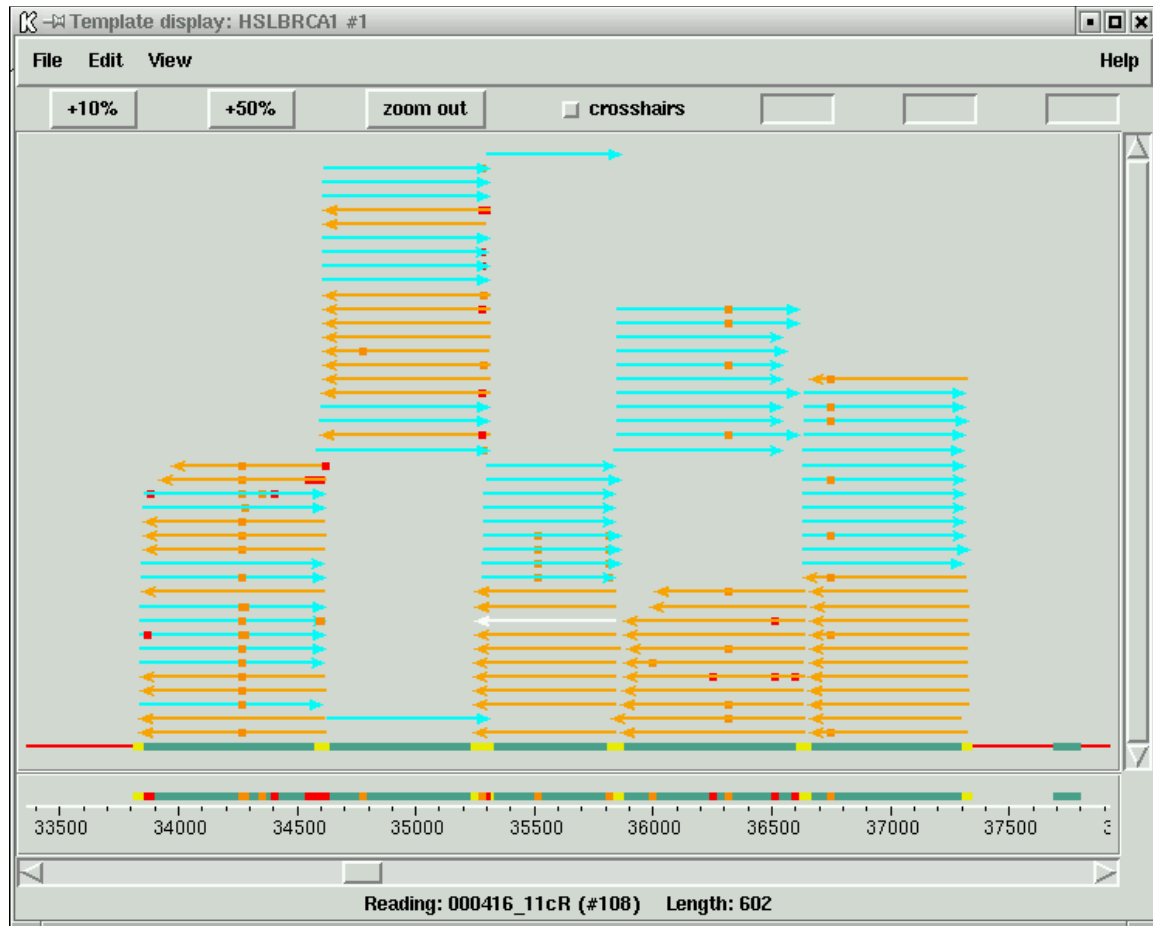 Template display: HSLBRCA1 #1
File Edit View Help
+10% +50% zoom out crosshairs
33500 34000 34500 35000 35500 36000 36500 37000 37500
Reading: 000416_11cR (#108) Length: 602